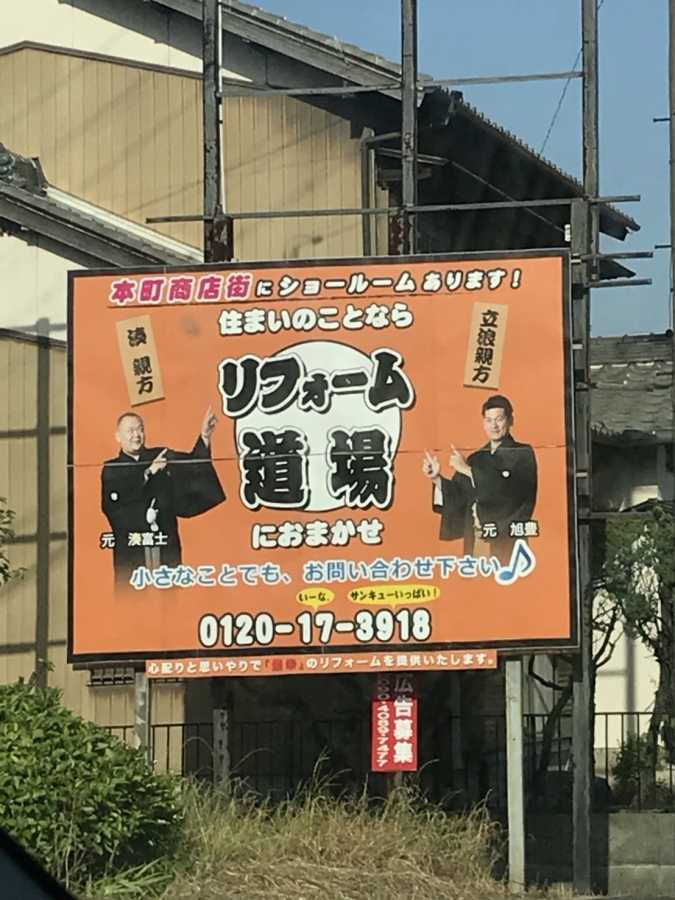 本町商店街にショールームあります!
住まいのことなら
湊 親方
立浪親方
リフォーム
道場
元 湊富士
元 旭豊
におまかせ
小さなことでも、お問い合わせ下さい♪
いーな、
サンキューいっぱい!
0120-17-3918
心配りと思いやりで
のリフォームを提供いたします。
広告募集